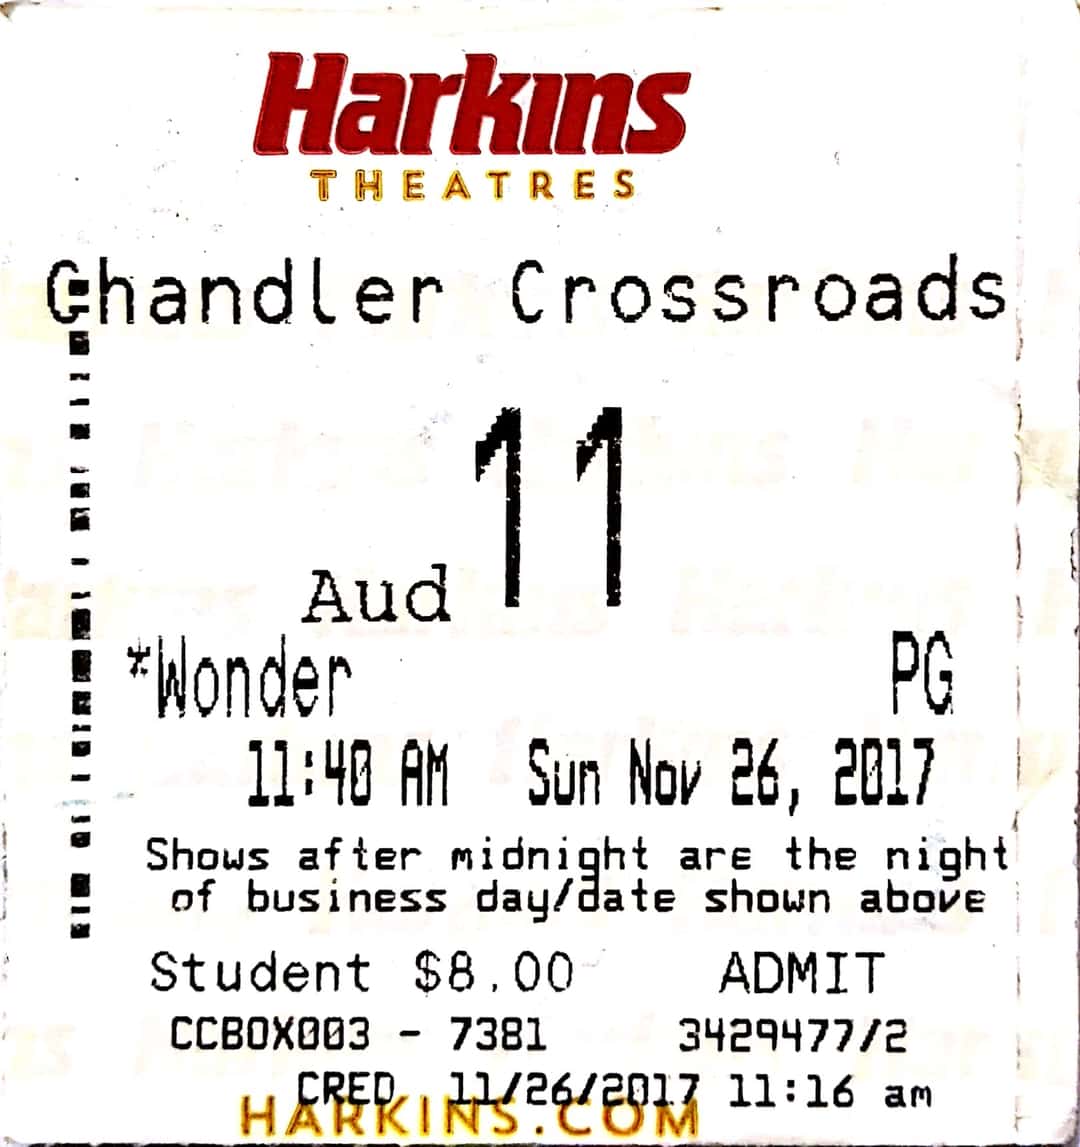 Harkins
THEATRES
Chandler Crossroads
Aud 11
*Wonder PG
11:40 AM Sun Nov 26, 2017
Shows after midnight are the night
of business day/date shown above
Student $8.00 ADMIT
CCBOX003 - 7381 3429477/2
CRED 11/26/2017 11:16 am
HARKINS.COM